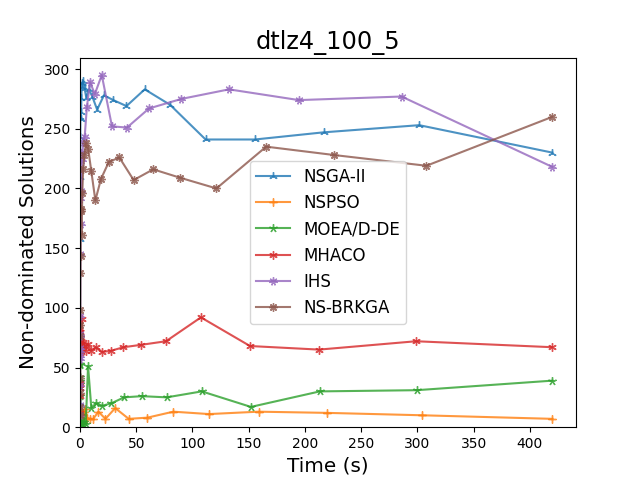 dtlz4_100_5
Non-dominated Solutions
300
250
200
150
100
50
0
NSGA-II
NSPSO
MOEA/D-DE
MHACO
IHS
NS-BRKGA
0 50 100 150 200 250 300 350 400
Time (s)